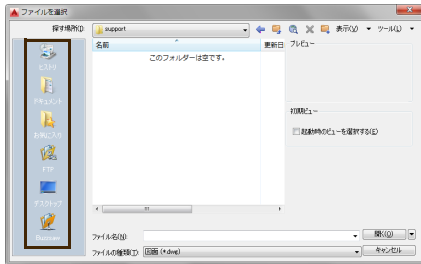 ファイルを選択
探す場所(I): support 表示(V) ツール(L)
名前 更新日 プレビュー
このフォルダーは空です。
ヒストリ
ドキュメント
お気に入り
FTP
デスクトップ
Buzzsaw
初期ビュー
起動時のビューを選択する(E)
ファイル名(N): 開く(O)
ファイルの種類(T): 図面 (*.dwg) キャンセル